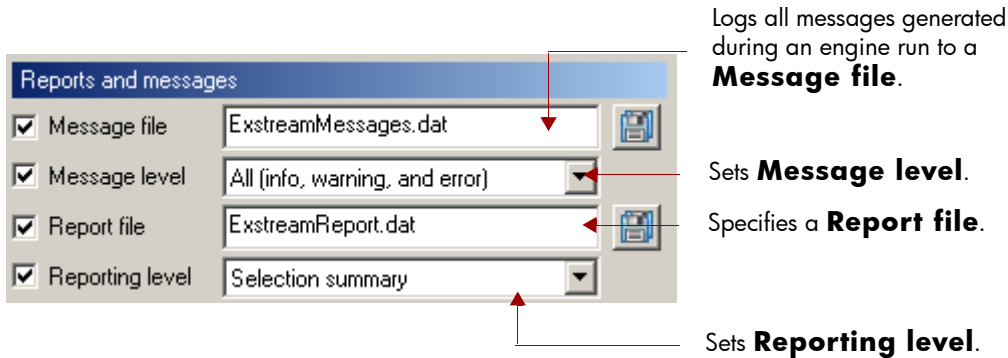 Logs all messages generated
during an engine run to a
Message file.
Reports and messages
Message file
ExstreamMessages.dat
Message level
All (info, warning, and error)
Sets Message level.
Report file
ExstreamReport.dat
Specifies a Report file.
Reporting level
Selection summary
Sets Reporting level.